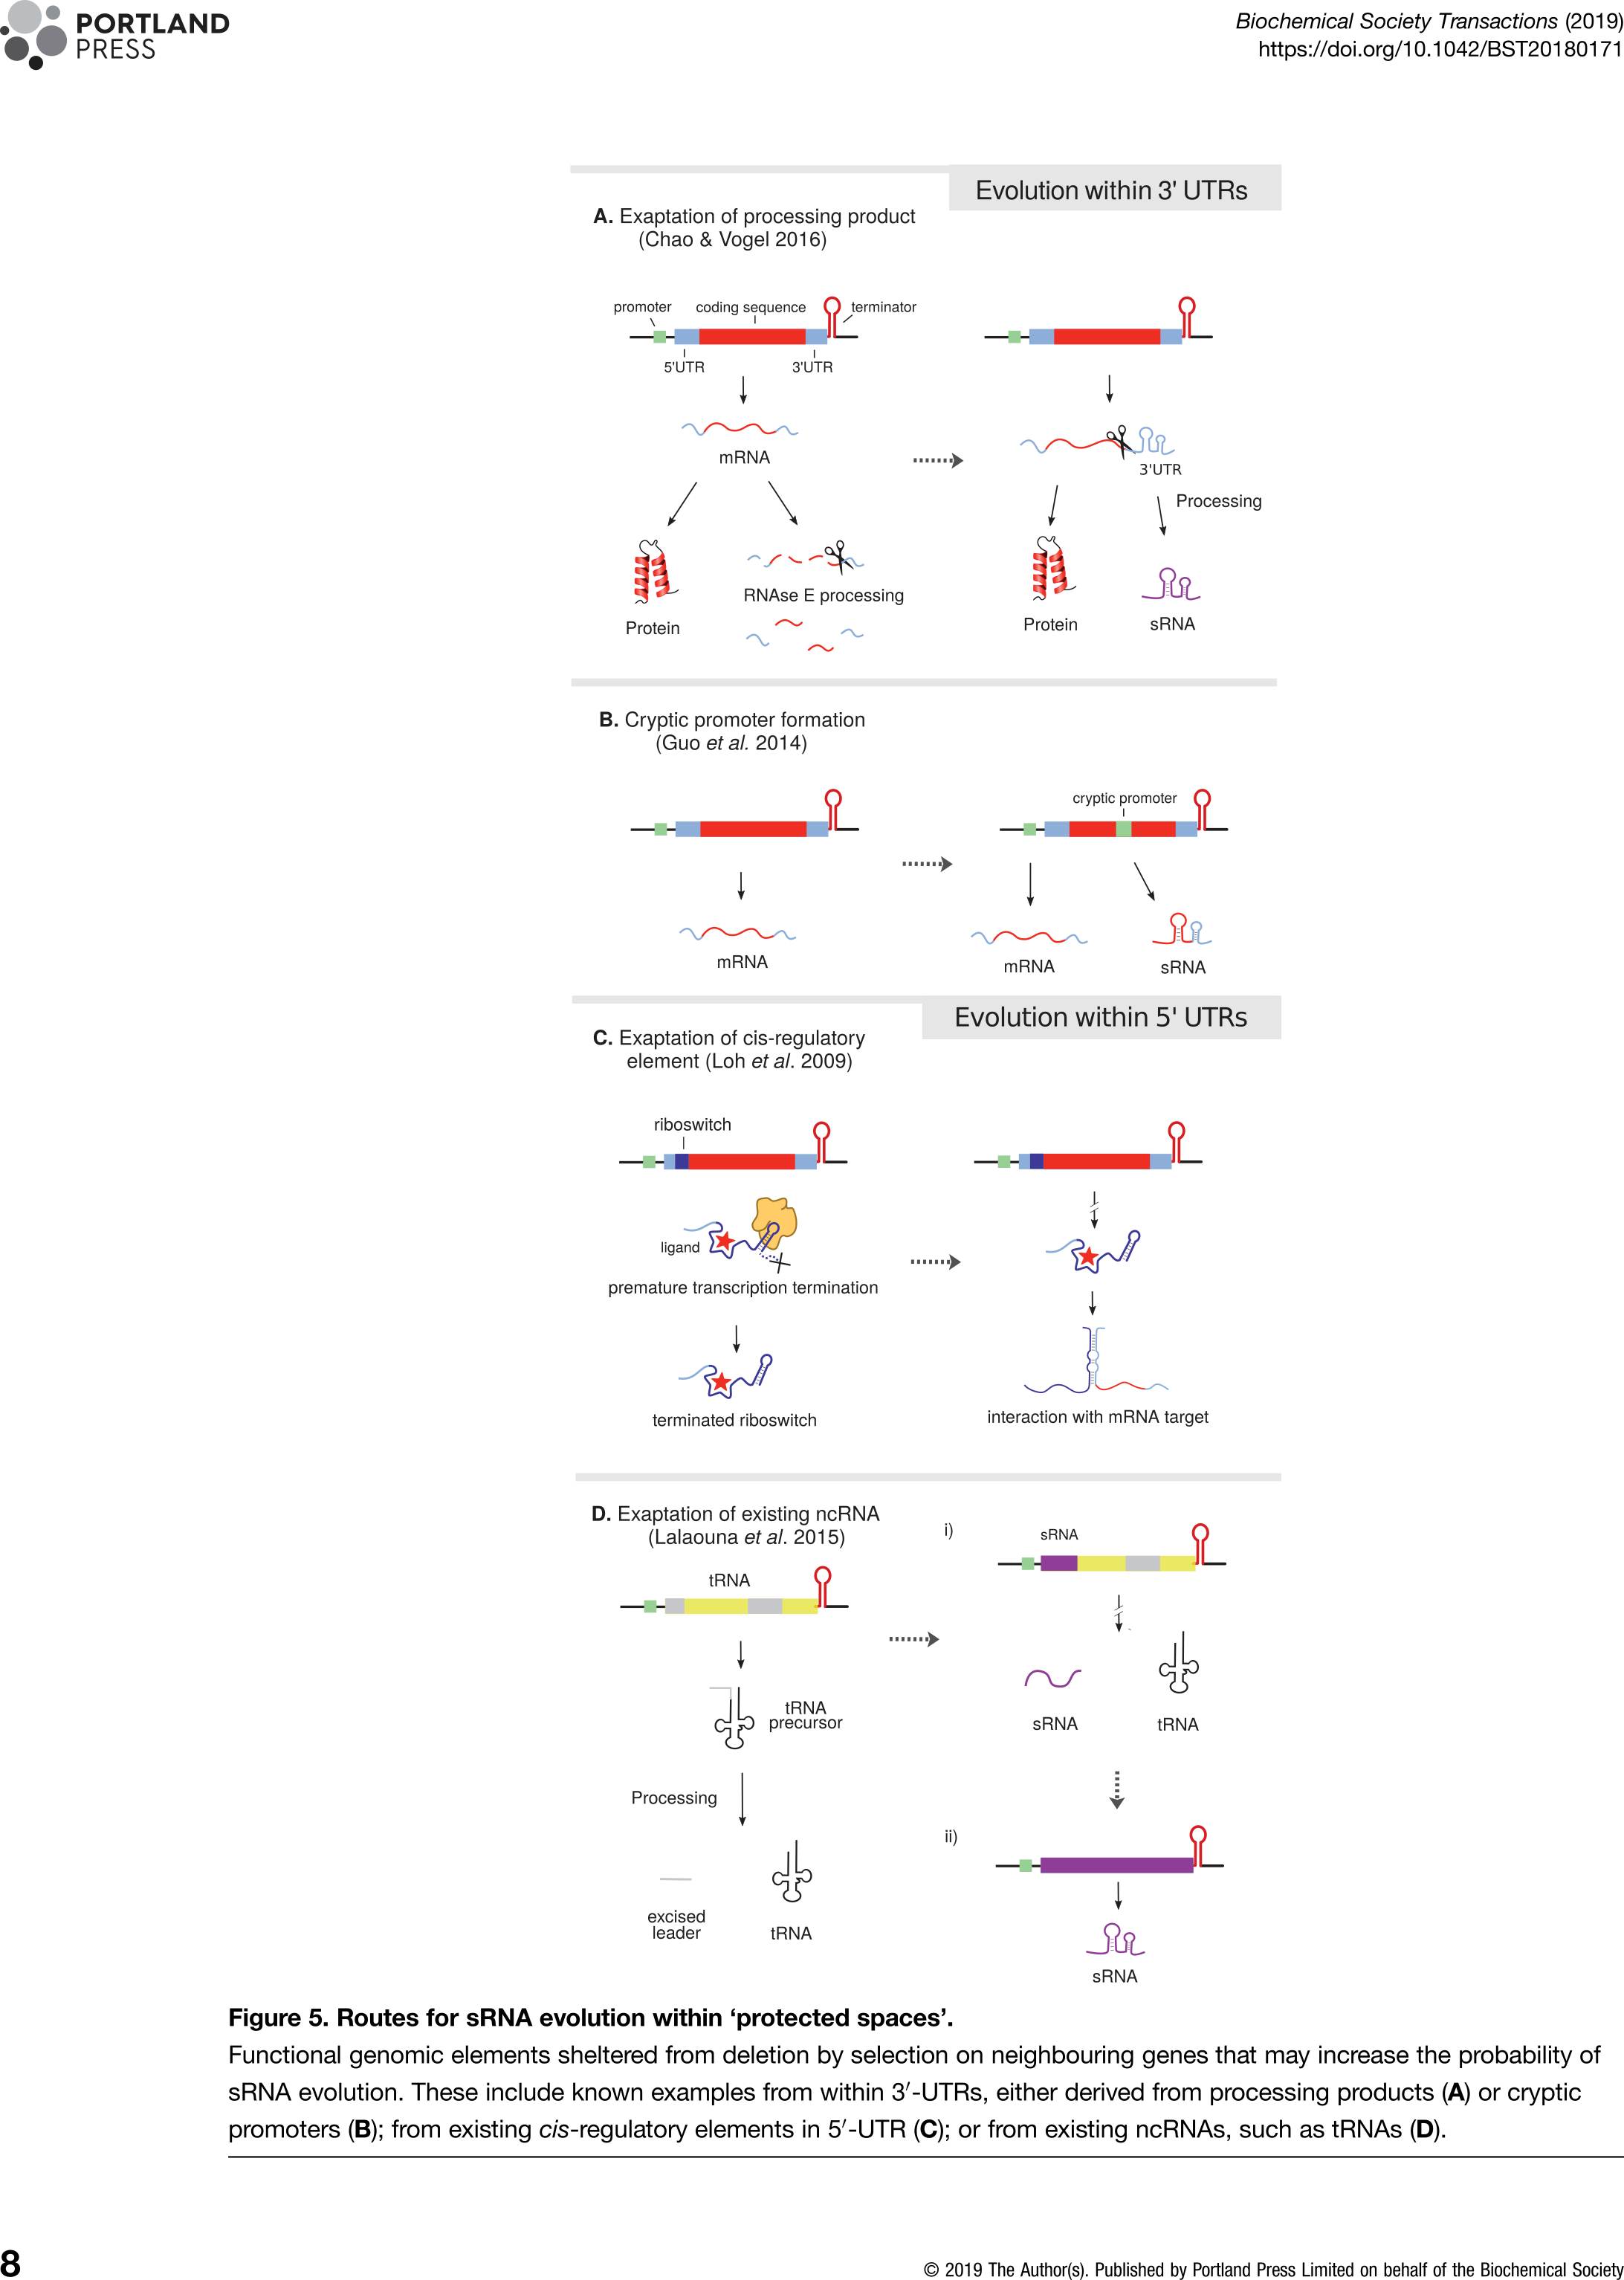 PORTLAND
PRESS
Biochemical Society Transactions (2019)
https://doi.org/10.1042/BST20180171
Evolution within 3' UTRs
A. Exaptation of processing product
(Chao & Vogel 2016)
promoter
coding sequence
terminator
5'UTR
3'UTR
mRNA
3'UTR
Processing
RNAse E processing
Protein
Protein
sRNA
B. Cryptic promoter formation
(Guo et al. 2014)
cryptic promoter
mRNA
mRNA
sRNA
Evolution within 5' UTRs
C. Exaptation of cis-regulatory
element (Loh et al. 2009)
riboswitch
ligand
premature transcription termination
terminated riboswitch
interaction with mRNA target
D. Exaptation of existing ncRNA
(Lalaouna et al. 2015)
tRNA
tRNA
precursor
Processing
excised
leader
tRNA
i)
sRNA
sRNA
tRNA
ii)
sRNA
Figure 5. Routes for sRNA evolution within ‘protected spaces’.
Functional genomic elements sheltered from deletion by selection on neighbouring genes that may increase the probability of
sRNA evolution. These include known examples from within 3′-UTRs, either derived from processing products (A) or cryptic
promoters (B); from existing cis-regulatory elements in 5′-UTR (C); or from existing ncRNAs, such as tRNAs (D).
8
© 2019 The Author(s). Published by Portland Press Limited on behalf of the Biochemical Society